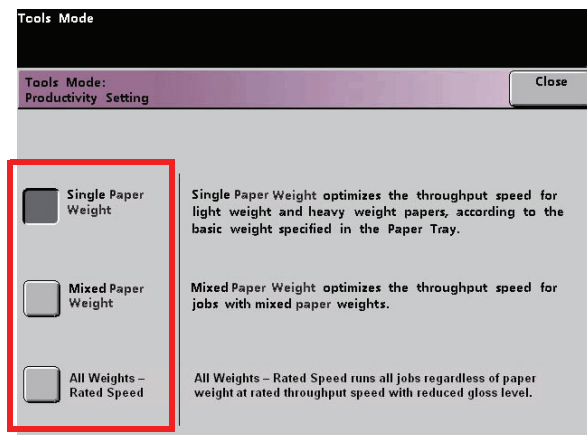 Tools Mode
Tools Mode:
Productivity Setting
Close
Single Paper
Weight
Single Paper Weight optimizes the throughput speed for
light weight and heavy weight papers, according to the
basic weight specified in the Paper Tray.
Mixed Paper
Weight
Mixed Paper Weight optimizes the throughput speed for
jobs with mixed paper weights.
All Weights –
Rated Speed
All Weights – Rated Speed runs all jobs regardless of paper
weight at rated throughput speed with reduced gloss level.